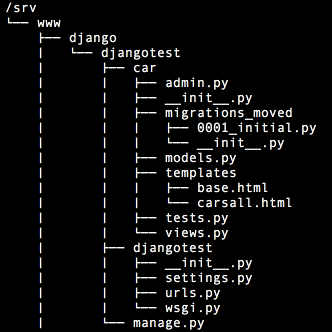 /srv
└── www
    ├── django
    │   └── djangotest
    │       ├── car
    │       │   ├── admin.py
    │       │   ├── __init__.py
    │       │   ├── migrations_moved
    │       │   │   ├── 0001_initial.py
    │       │   │   └── __init__.py
    │       │   ├── models.py
    │       │   ├── templates
    │       │   │   ├── base.html
    │       │   │   └── carsall.html
    │       │   ├── tests.py
    │       │   └── views.py
    │       ├── djangotest
    │       │   ├── __init__.py
    │       │   ├── settings.py
    │       │   ├── urls.py
    │       │   └── wsgi.py
    │       └── manage.py